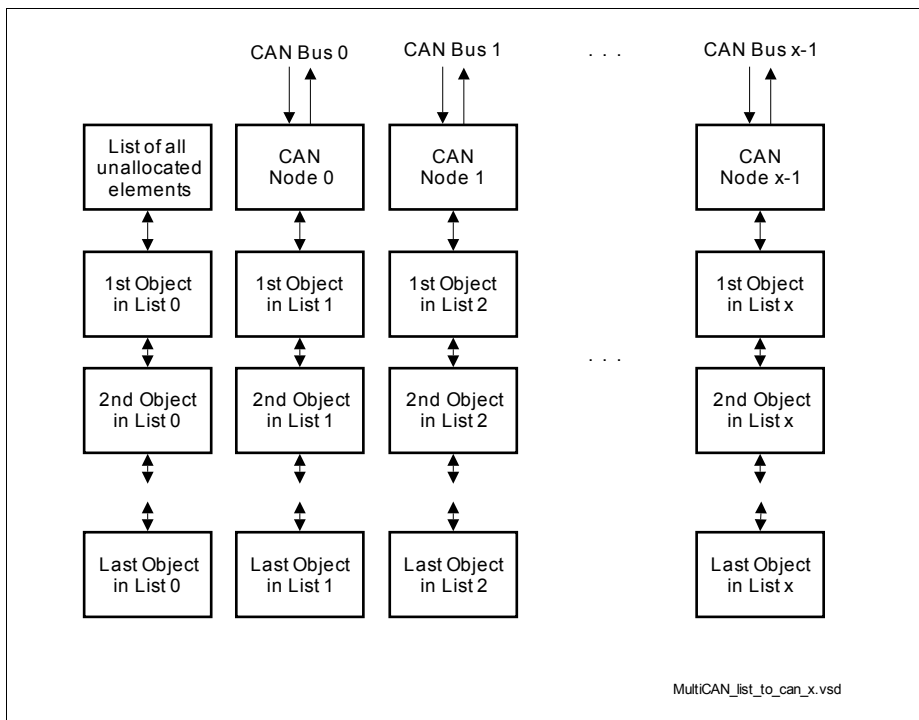 CAN Bus 0
CAN Bus 1
. . .
CAN Bus x-1
List of all
unallocated
elements
CAN
Node 0
CAN
Node 1
CAN
Node x-1
1st Object
in List 0
1st Object
in List 1
1st Object
in List 2
1st Object
in List x
. . .
2nd Object
in List 0
2nd Object
in List 1
2nd Object
in List 2
2nd Object
in List x
Last Object
in List 0
Last Object
in List 1
Last Object
in List 2
Last Object
in List x
MultiCAN_list_to_can_x.vsd